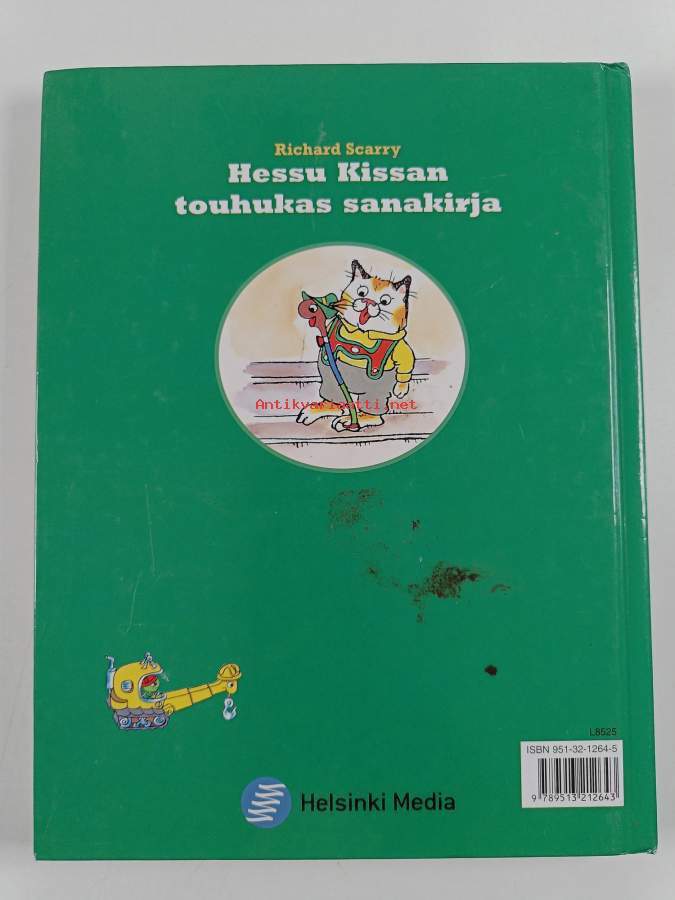 Richard Scarry
Hessu Kissan
touhukas sanakirja
Antikvariaatti.net
L8525
ISBN 951-32-1264-5
9 789513 212643
Helsinki Media